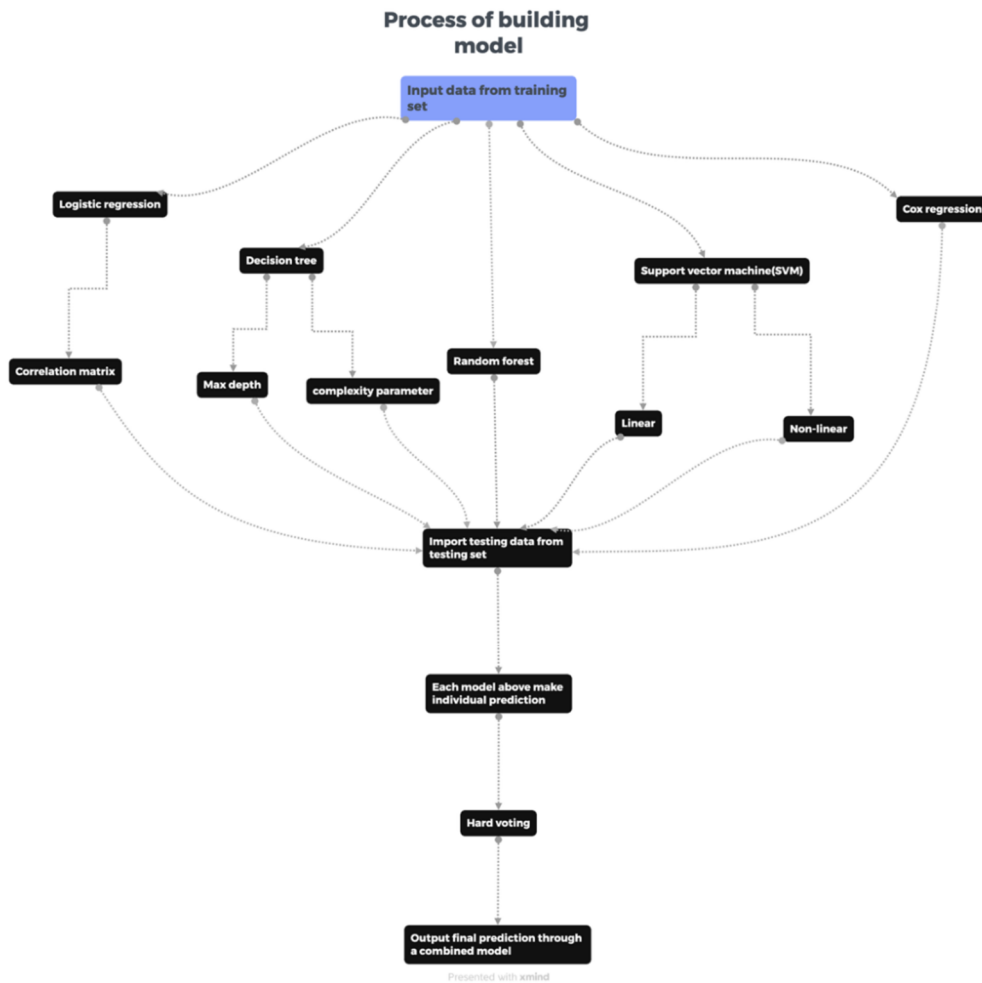 Process of building
model
Input data from training
set
Logistic regression
Cox regression
Decision tree
Support vector machine(SVM)
Random forest
Correlation matrix
Max depth
complexity parameter
Linear
Non-linear
Import testing data from
testing set
Each model above make
individual prediction
Hard voting
Output final prediction through
a combined model
Presented with xmind